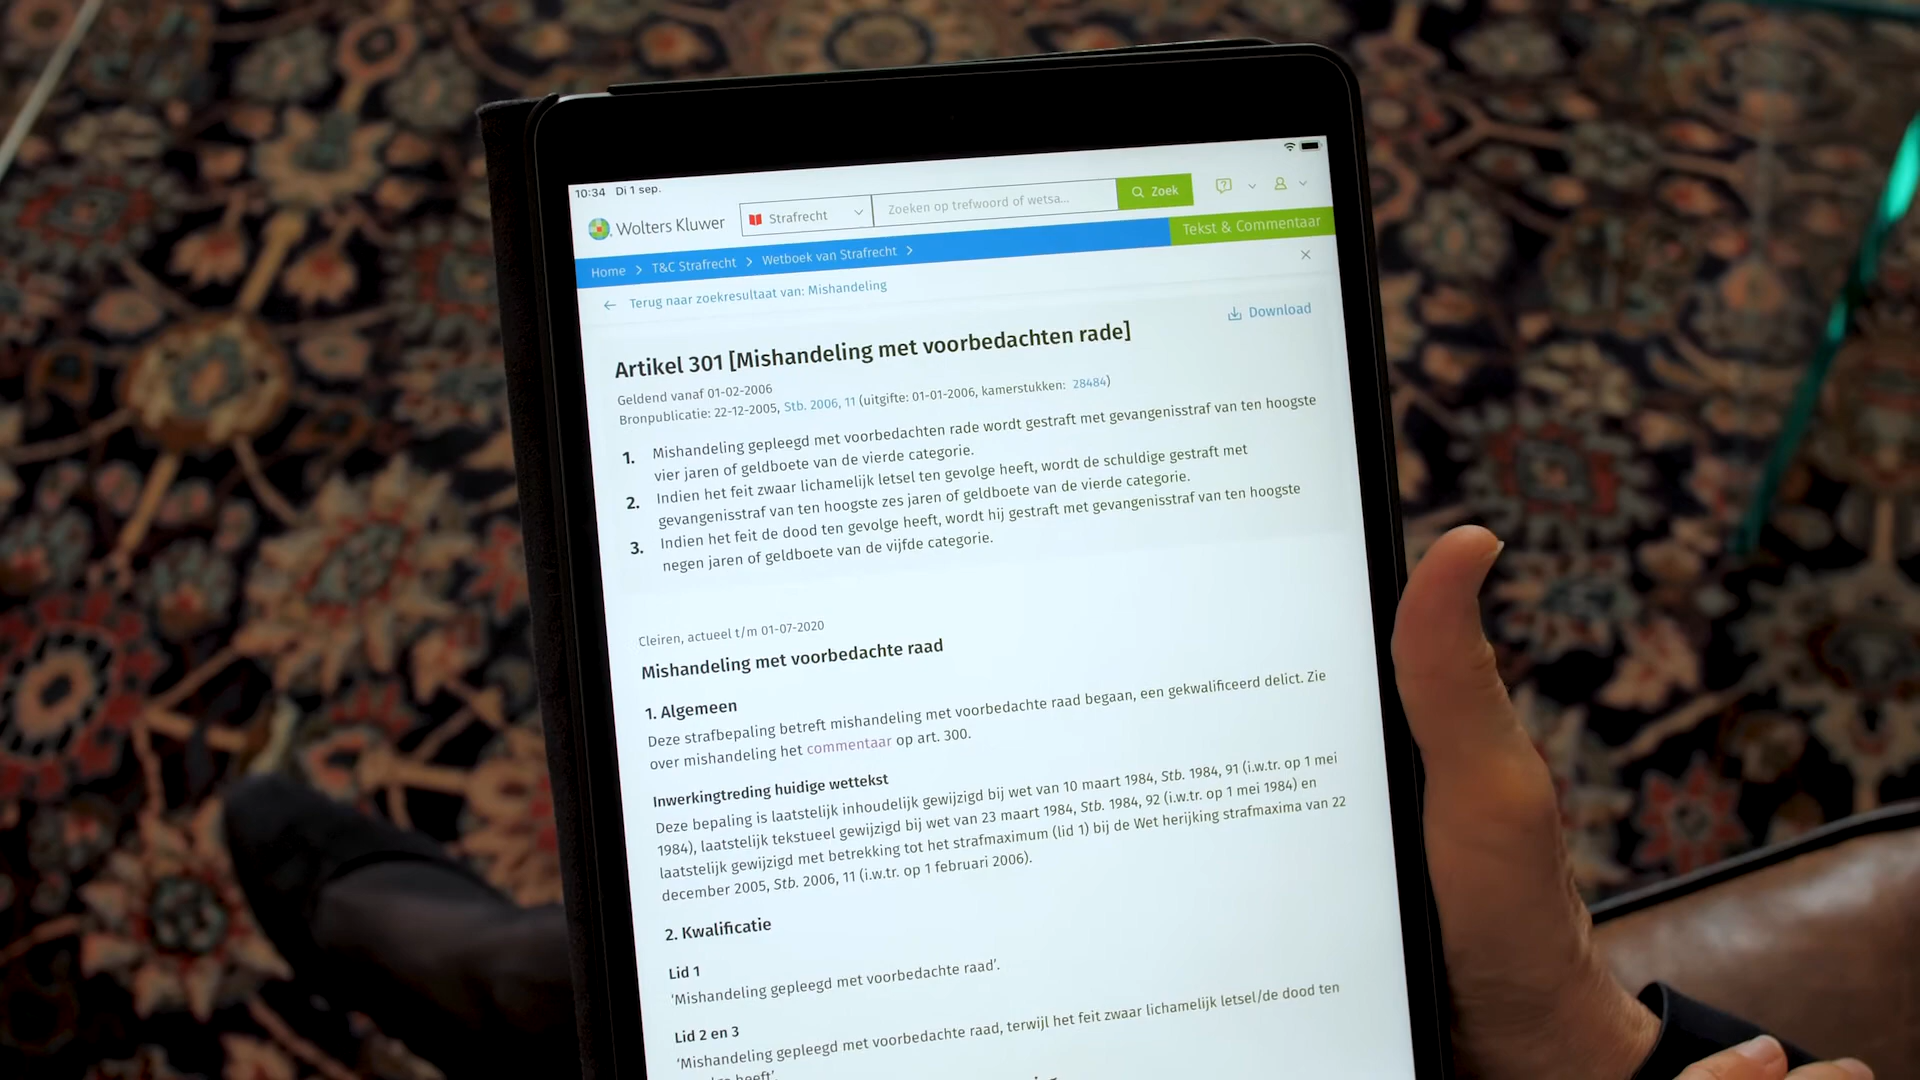 10:34 Di 1 sep.
Wolters Kluwer
Strafrecht
Zoeken op trefwoord of wetsa...
Zoek
Tekst & Commentaar
Home > T&C Strafrecht > Wetboek van Strafrecht >
← Terug naar zoekresultaat van: Mishandeling
Download
Artikel 301 [Mishandeling met voorbedachten rade]
Geldend vanaf 01-02-2006
Bronpublicatie: 22-12-2005, Stb. 2006, 11 (uitgifte: 01-01-2006, kamerstukken: 28484)
1. Mishandeling gepleegd met voorbedachten rade wordt gestraft met gevangenisstraf van ten hoogste
vier jaren of geldboete van de vierde categorie.
2. Indien het feit zwaar lichamelijk letsel ten gevolge heeft, wordt de schuldige gestraft met
gevangenisstraf van ten hoogste zes jaren of geldboete van de vierde categorie.
3. Indien het feit de dood ten gevolge heeft, wordt hij gestraft met gevangenisstraf van ten hoogste
negen jaren of geldboete van de vijfde categorie.
Cleiren, actueel t/m 01-07-2020
Mishandeling met voorbedachte raad
1. Algemeen
Deze strafbepaling betreft mishandeling met voorbedachte raad begaan, een gekwalificeerd delict. Zie
over mishandeling het commentaar op art. 300.
Inwerkingtreding huidige wettekst
Deze bepaling is laatstelijk inhoudelijk gewijzigd bij wet van 10 maart 1984, Stb. 1984, 91 (i.w.tr. op 1 mei
1984), laatstelijk tekstueel gewijzigd bij wet van 23 maart 1984, Stb. 1984, 92 (i.w.tr. op 1 mei 1984) en
laatstelijk gewijzigd met betrekking tot het strafmaximum (lid 1) bij de Wet herijking strafmaxima van 22
december 2005, Stb. 2006, 11 (i.w.tr. op 1 februari 2006).
2. Kwalificatie
Lid 1
'Mishandeling gepleegd met voorbedachte raad'.
Lid 2 en 3
'Mishandeling gepleegd met voorbedachte raad, terwijl het feit zwaar lichamelijk letsel/de dood ten
heeft'.